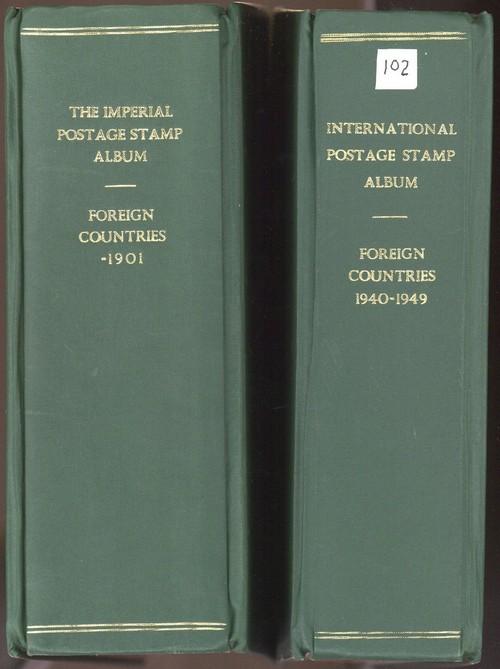 THE IMPERIAL
POSTAGE STAMP
ALBUM
FOREIGN
COUNTRIES
-1901
102
INTERNATIONAL
POSTAGE STAMP
ALBUM
FOREIGN
COUNTRIES
1940-1949